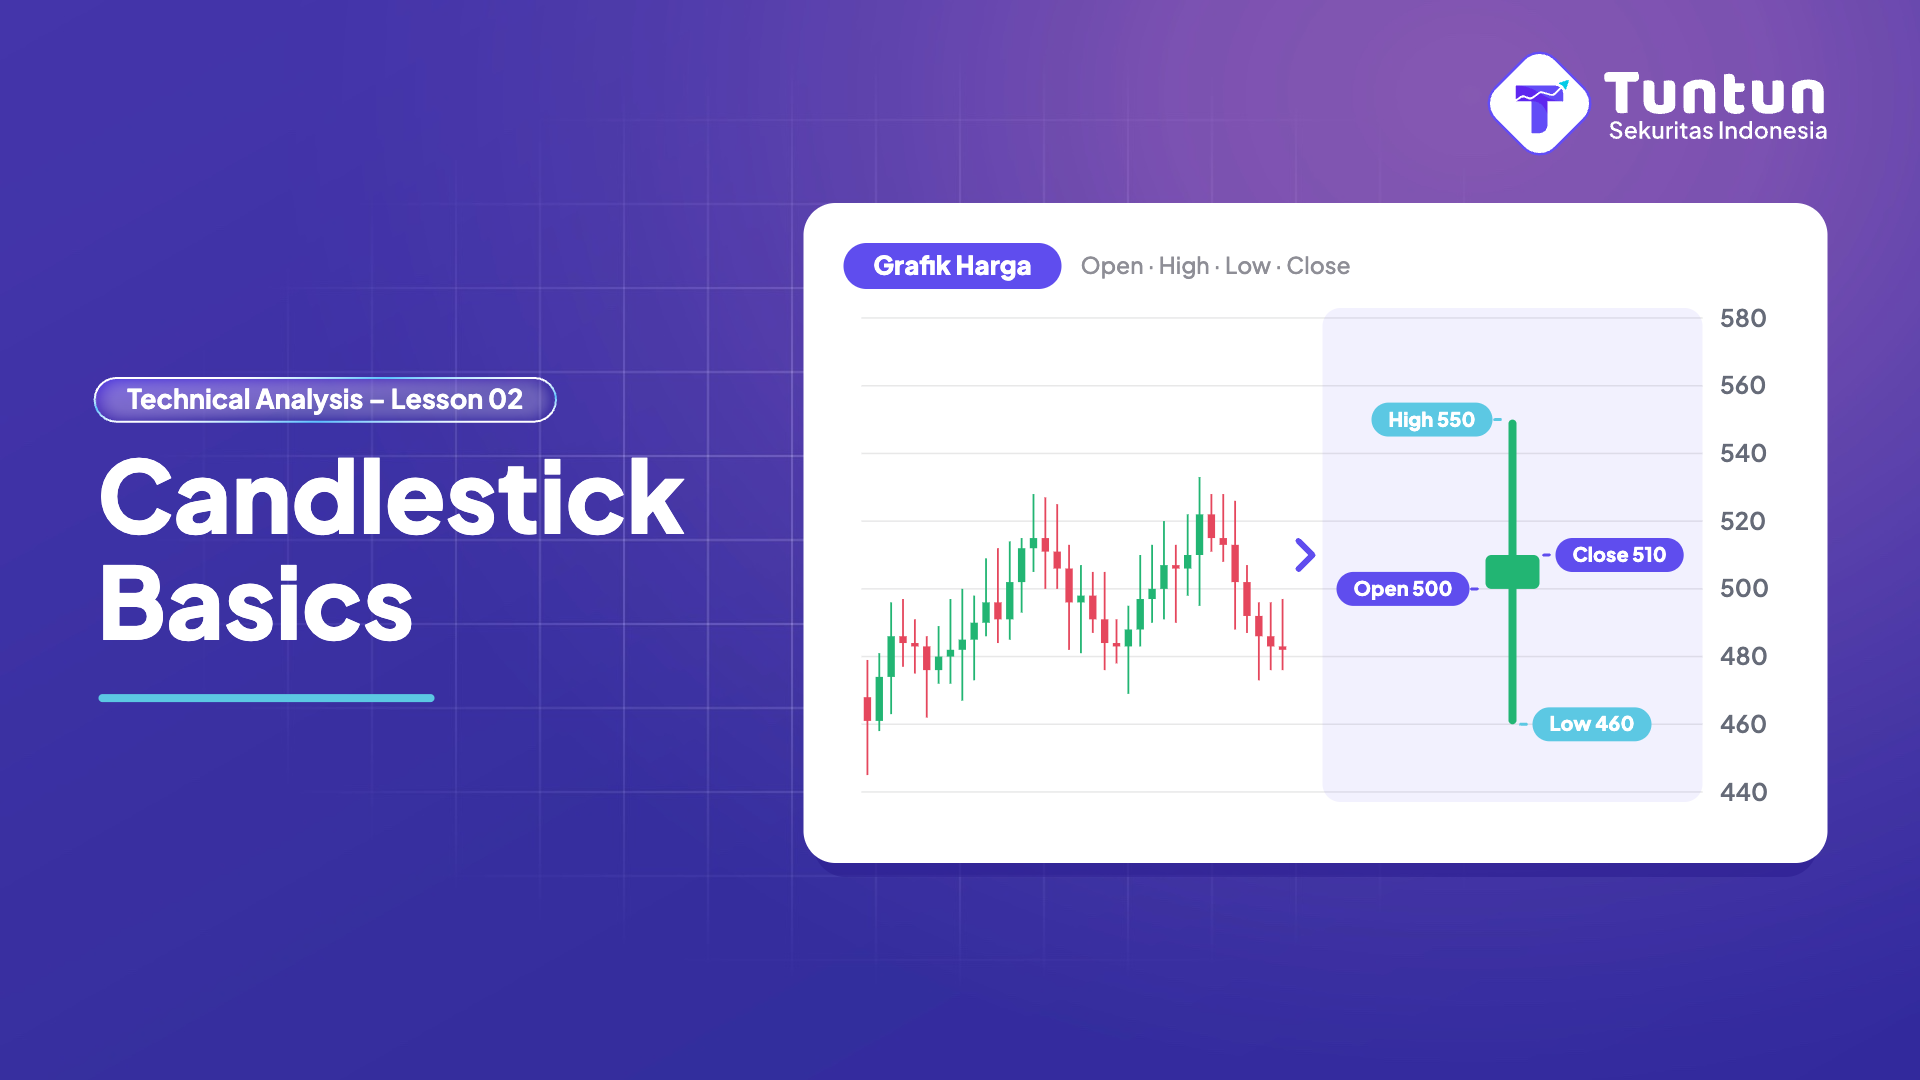 Tuntun
Sekuritas Indonesia
Technical Analysis – Lesson 02
Candlestick
Basics
Grafik Harga
Open · High · Low · Close
580
560
540
520
500
480
460
440
High 550
Close 510
Open 500
Low 460